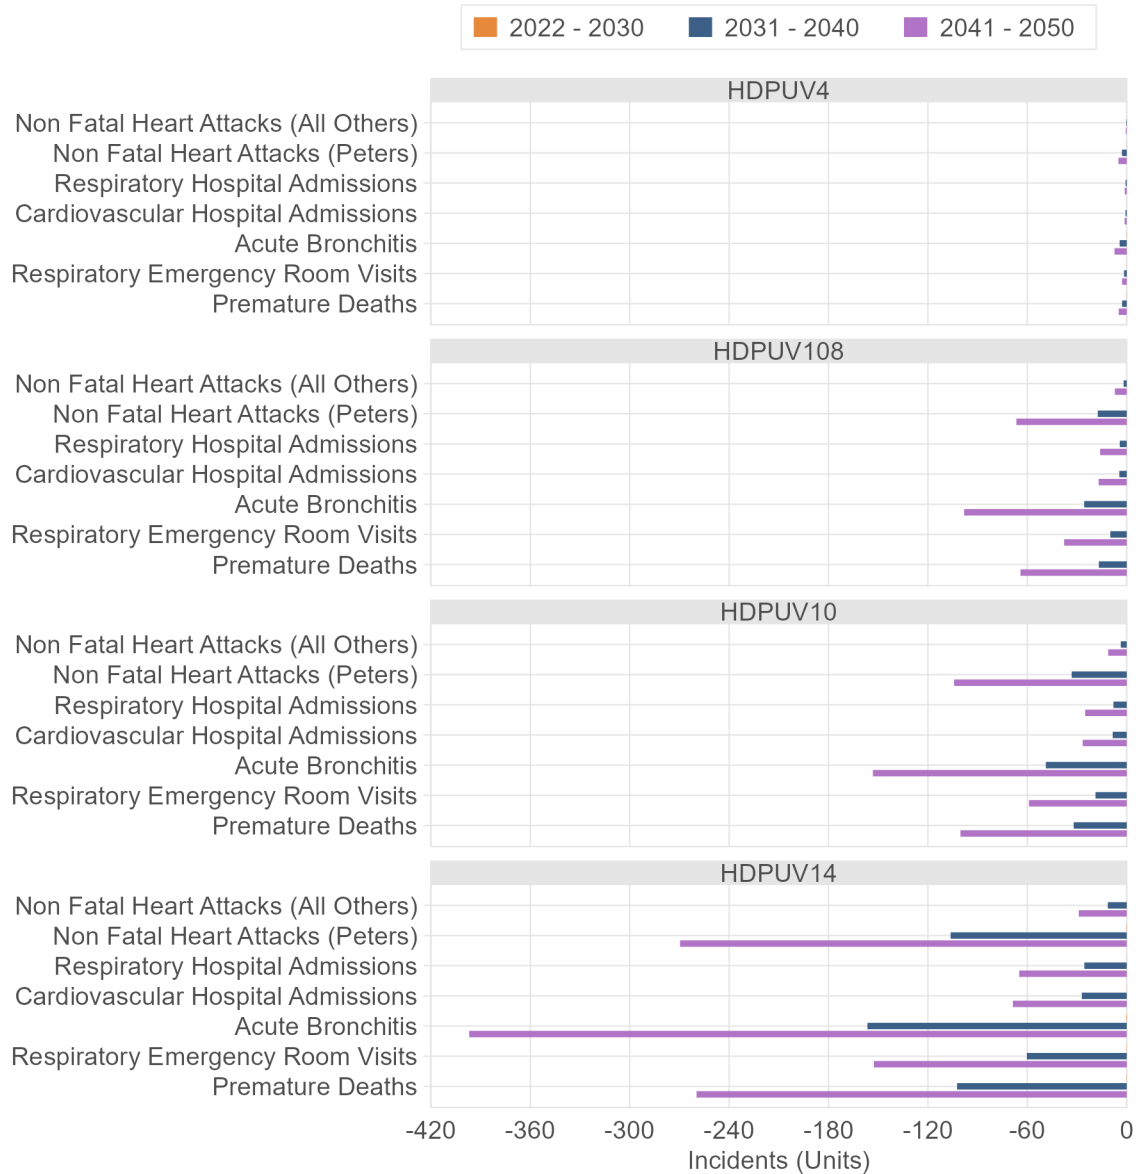 2022 - 2030 2031 - 2040 2041 - 2050
HDPUV4
Non Fatal Heart Attacks (All Others)
Non Fatal Heart Attacks (Peters)
Respiratory Hospital Admissions
Cardiovascular Hospital Admissions
Acute Bronchitis
Respiratory Emergency Room Visits
Premature Deaths
HDPUV108
Non Fatal Heart Attacks (All Others)
Non Fatal Heart Attacks (Peters)
Respiratory Hospital Admissions
Cardiovascular Hospital Admissions
Acute Bronchitis
Respiratory Emergency Room Visits
Premature Deaths
HDPUV10
Non Fatal Heart Attacks (All Others)
Non Fatal Heart Attacks (Peters)
Respiratory Hospital Admissions
Cardiovascular Hospital Admissions
Acute Bronchitis
Respiratory Emergency Room Visits
Premature Deaths
HDPUV14
Non Fatal Heart Attacks (All Others)
Non Fatal Heart Attacks (Peters)
Respiratory Hospital Admissions
Cardiovascular Hospital Admissions
Acute Bronchitis
Respiratory Emergency Room Visits
Premature Deaths
-420 -360 -300 -240 -180 -120 -60 0
Incidents (Units)